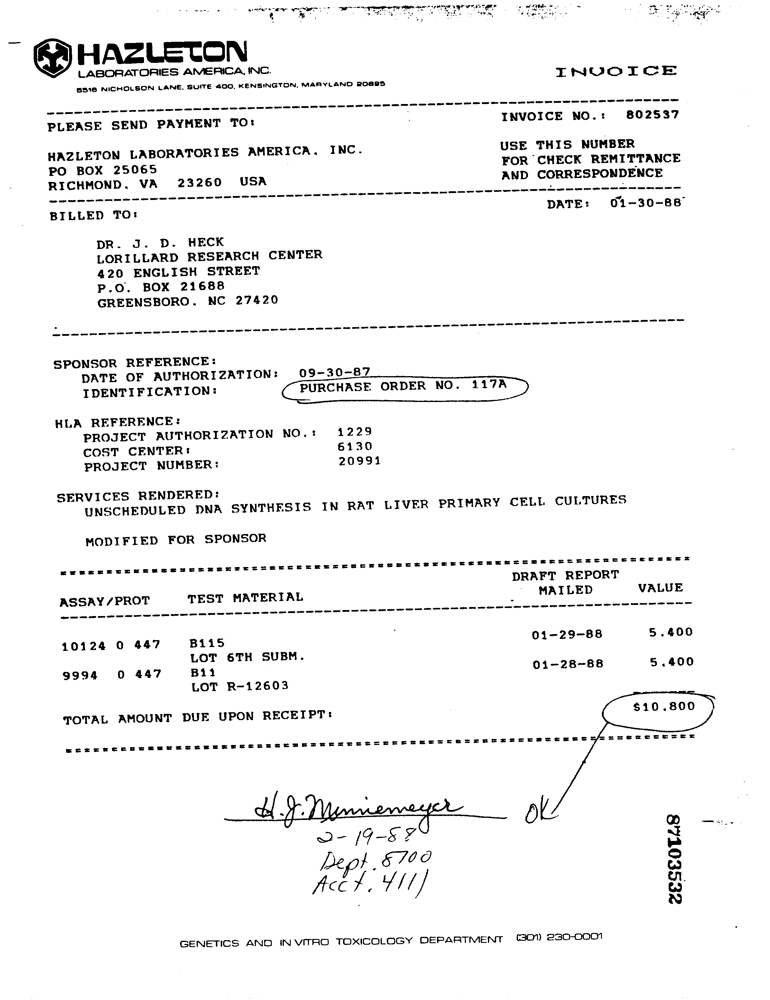 HAZLETON
LABORATORIES AMERICA, INC.
5516 NICHOLSON LANE, SUITE 400, KENSINGTON, MARYLAND 20895
INVOICE
PLEASE SEND PAYMENT TO:
INVOICE NO.: 802537
HAZLETON LABORATORIES AMERICA. INC.
PO BOX 25065
RICHMOND. VA 23260 USA
USE THIS NUMBER
FOR CHECK REMITTANCE
AND CORRESPONDENCE
DATE: 01-30-88
BILLED TO:
DR. J. D. HECK
LORILLARD RESEARCH CENTER
420 ENGLISH STREET
P.O. BOX 21688
GREENSBORO. NC 27420
SPONSOR REFERENCE:
DATE OF AUTHORIZATION: 09-30-87
IDENTIFICATION: PURCHASE ORDER NO. 117A
HLA REFERENCE:
PROJECT AUTHORIZATION NO.: 1229
COST CENTER: 6130
PROJECT NUMBER: 20991
SERVICES RENDERED:
UNSCHEDULED DNA SYNTHESIS IN RAT LIVER PRIMARY CELL CULTURES
MODIFIED FOR SPONSOR
DRAFT REPORT
ASSAY/PROT TEST MATERIAL MAILED VALUE
10124 0 447 B115 01-29-88 5.400
LOT 6TH SUBM.
9994 0 447 B11 01-28-88 5.400
LOT R-12603
TOTAL AMOUNT DUE UPON RECEIPT: $10.800
H.J. Minniemeyer OK
2-19-88
Dept. 8700
Acct. 4111
87103532
GENETICS AND IN VITRO TOXICOLOGY DEPARTMENT (301) 230-0001